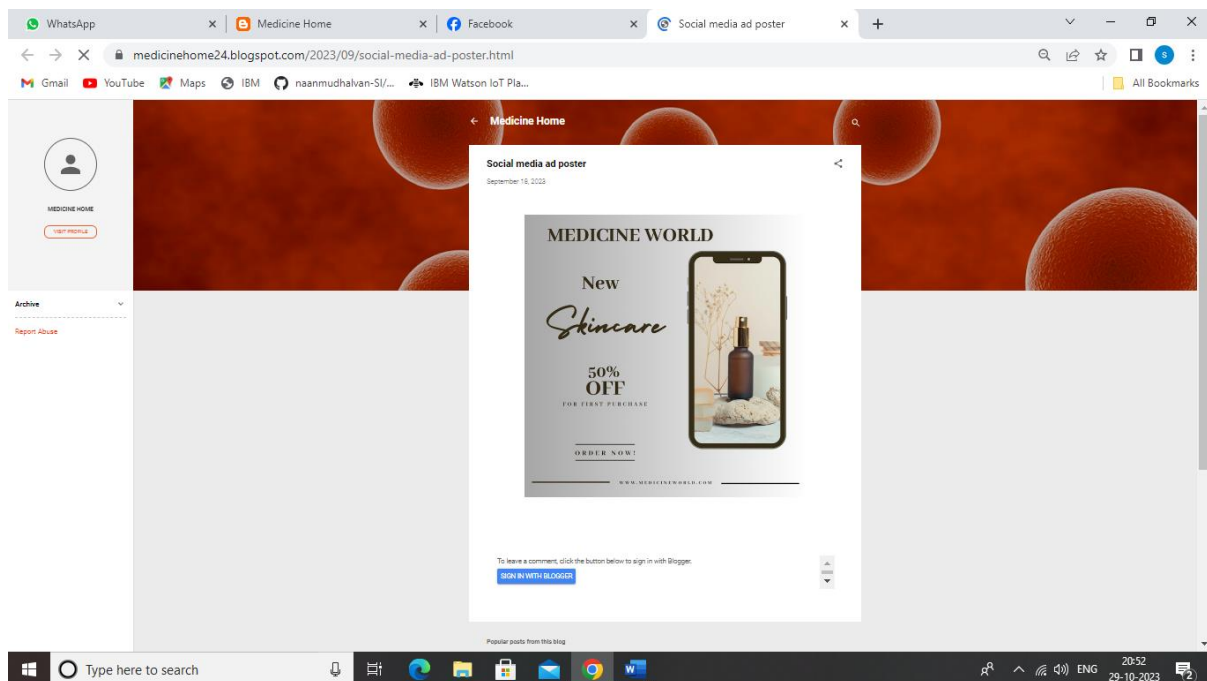 WhatsApp
Medicine Home
Facebook
Social media ad poster
medicinehome24.blogspot.com/2023/09/social-media-ad-poster.html
S
Gmail YouTube Maps IBM naanmudhalvan-SI/... IBM Watson IoT Pla... All Bookmarks
MEDICINE HOME
VISIT PROFILE
Archive
Report Abuse
Medicine Home
Social media ad poster
September 18, 2023
MEDICINE WORLD
New
Skincare
50%
OFF
FOR FIRST PURCHASE
ORDER NOW!
WWW.MEDICINEWORLD.COM
To leave a comment, click the button below to sign in with Blogger.
SIGN IN WITH BLOGGER
Popular posts from this blog
Type here to search
W
ENG
20:52
29-10-2023
2